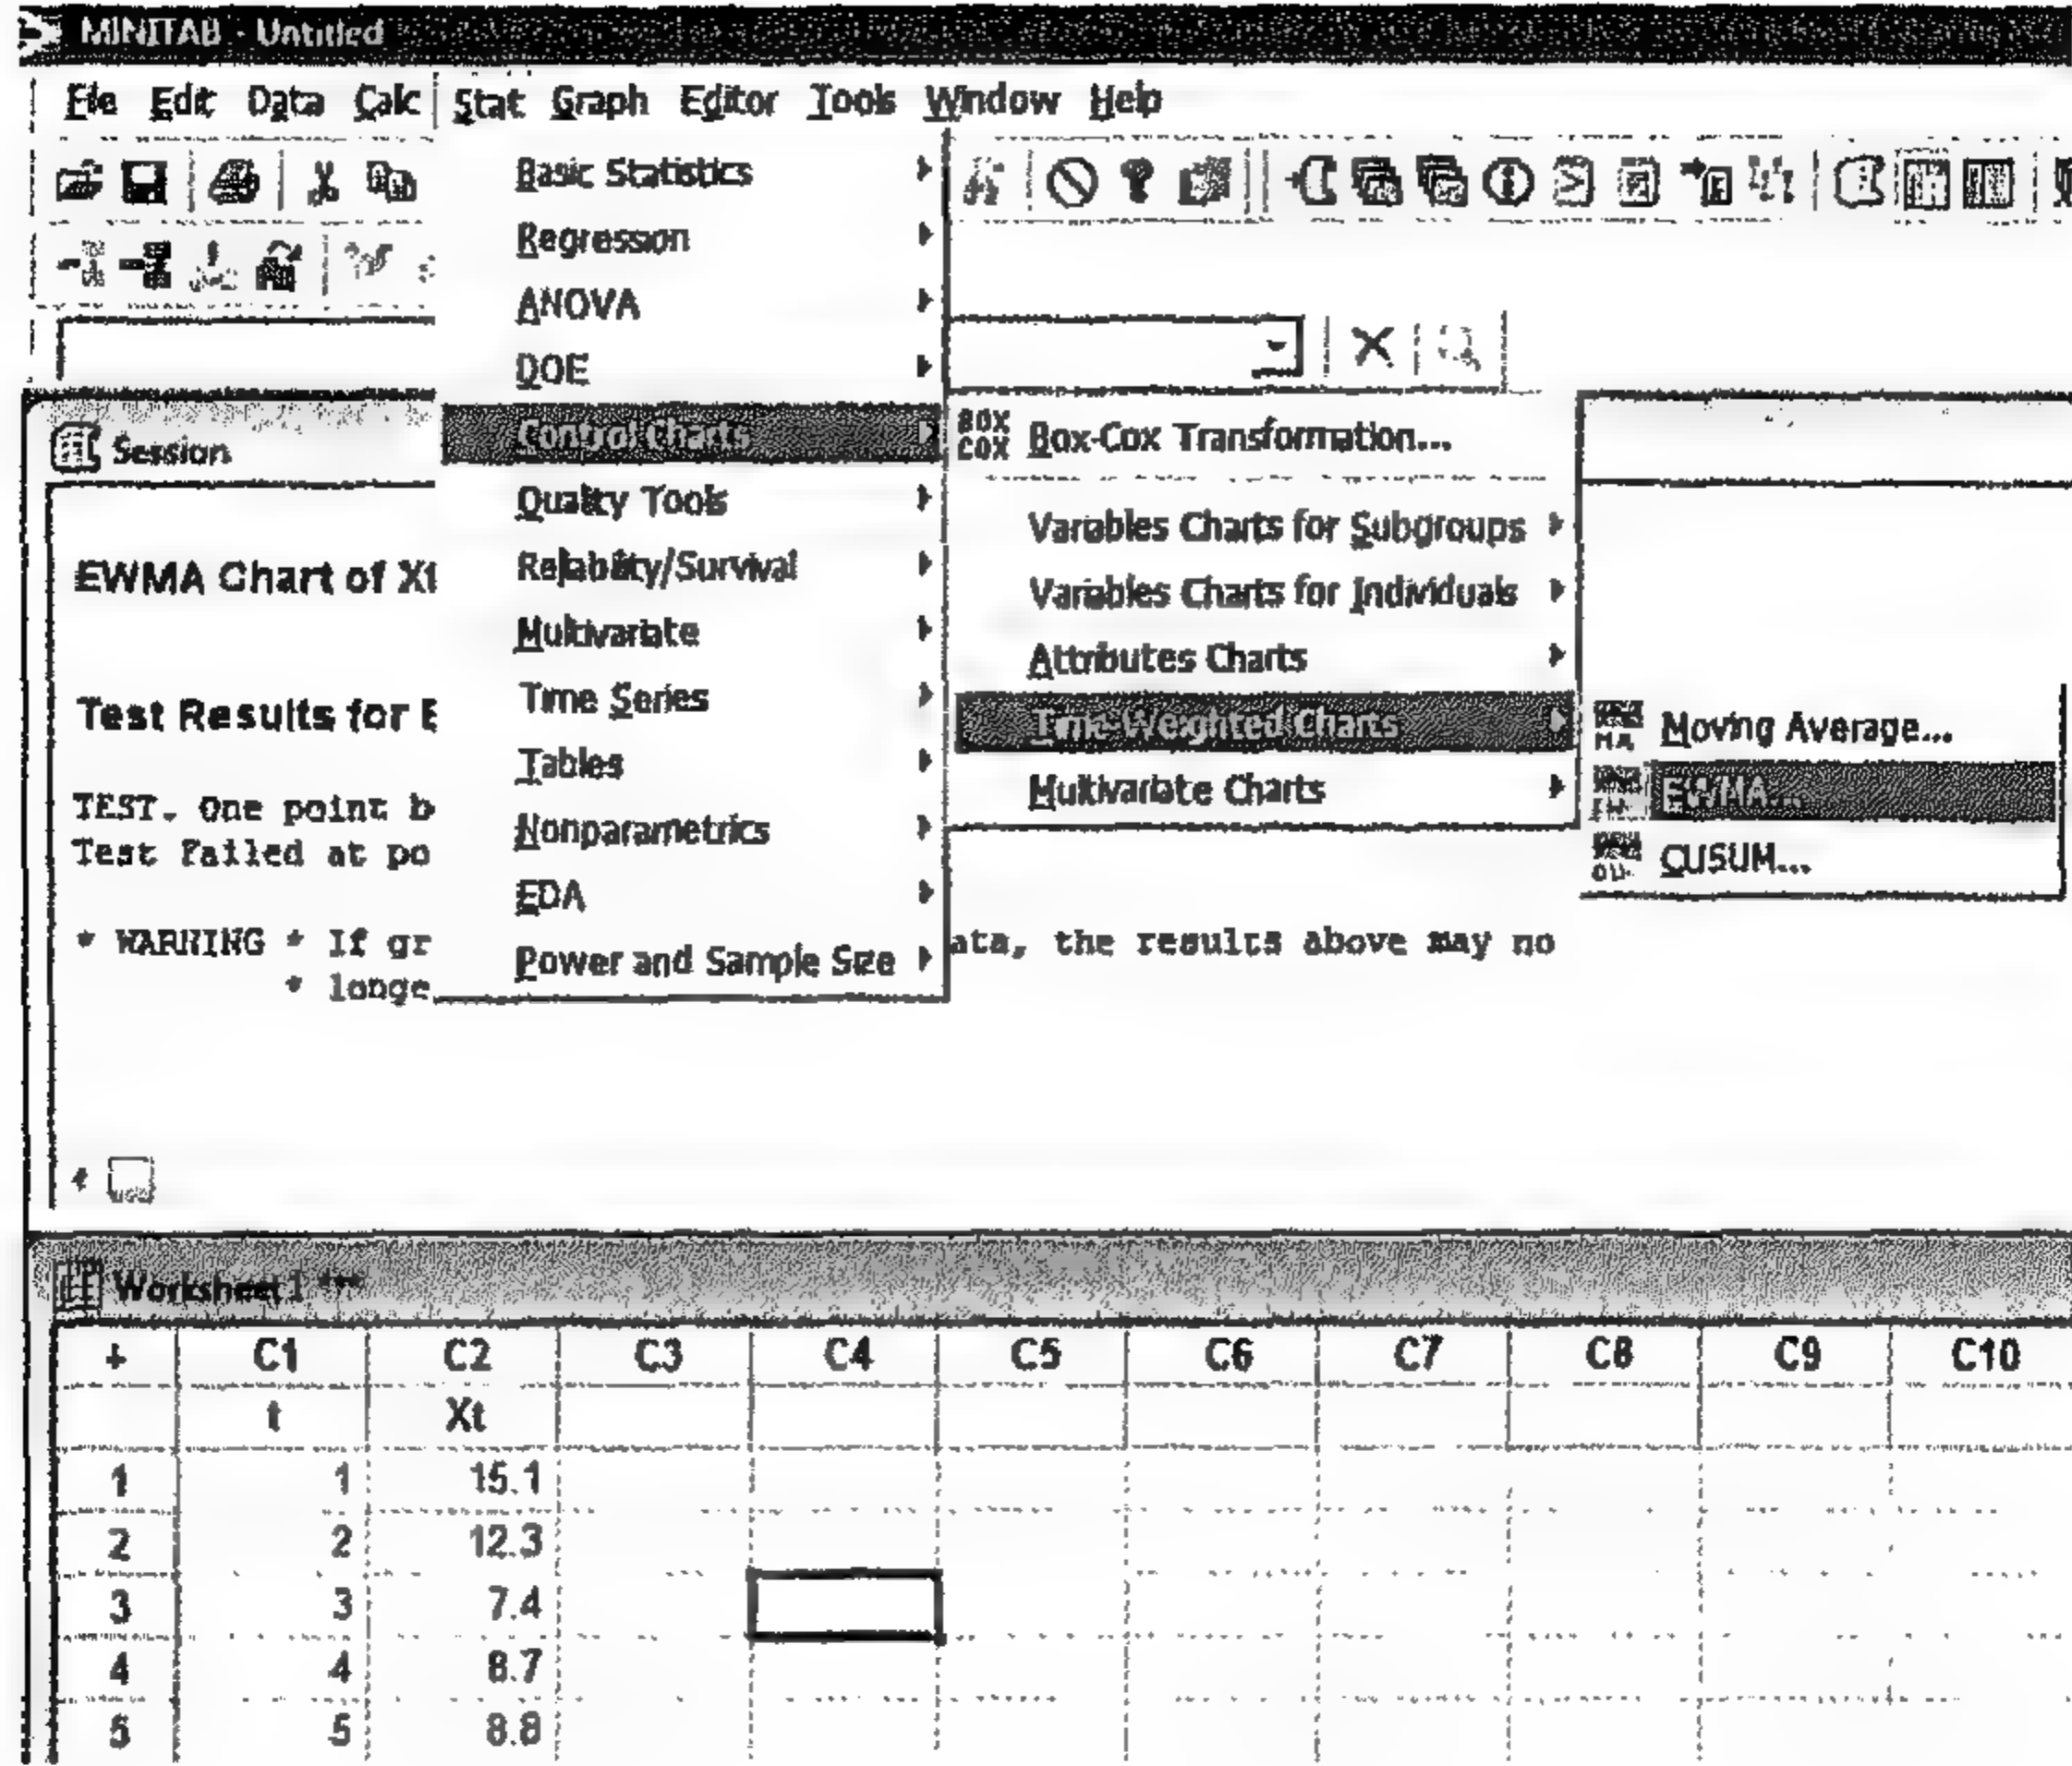 MINITAB - Untitled
File Edit Data Calc Stat Graph Editor Tools Window Help
Basic Statistics
Regression
ANOVA
DOE
Control Charts
Quality Tools
Reliability/Survival
Multivariate
Time Series
Tables
Nonparametrics
EDA
Power and Sample Size
BOX COX Box-Cox Transformation...
Variables Charts for Subgroups
Variables Charts for Individuals
Attributes Charts
Time-Weighted Charts
Multivariate Charts
MA Moving Average...
EWMA...
CUSUM...
Session
EWMA Chart of Xt
Test Results for E
TEST. One point b
Test Failed at po
* WARNING * If gr ata, the results above may no
* longe
Worksheet 1 ***
C1 C2 C3 C4 C5 C6 C7 C8 C9 C10
t Xt
1 1 15.1
2 2 12.3
3 3 7.4
4 4 8.7
5 5 8.8